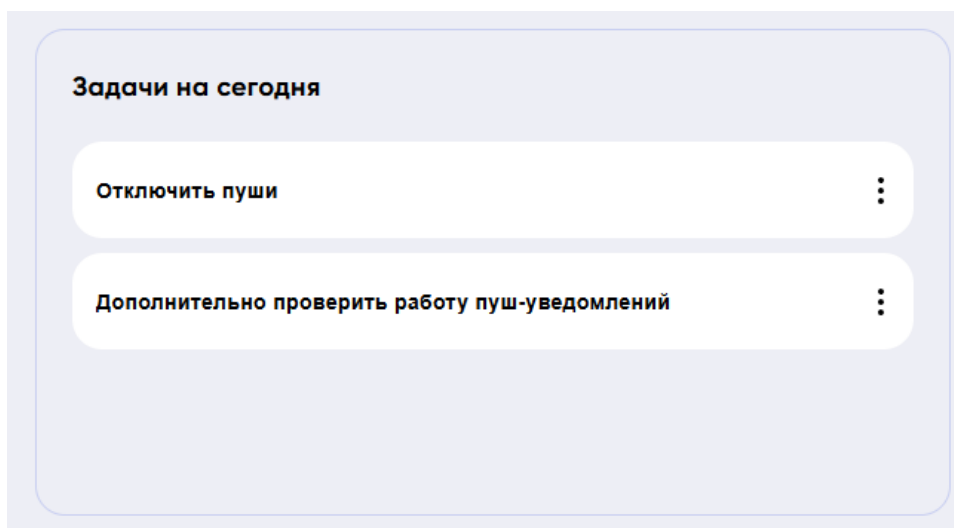 Задачи на сегодня
Отключить пуши
Дополнительно проверить работу пуш-уведомлений